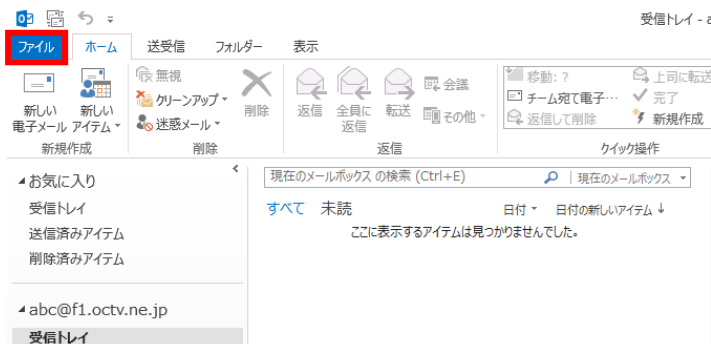 受信トレイ - a
ファイル ホーム 送受信 フォルダー 表示
新しい
電子メール
新しい
アイテム
新規作成
無視
クリーンアップ
迷惑メール
削除
削除
返信
全員に
返信
転送
会議
その他
返信
移動: ?
チーム宛て電子…
返信して削除
上司に転送
完了
新規作成
クイック操作
お気に入り
受信トレイ
送信済みアイテム
削除済みアイテム
abc@f1.octv.ne.jp
受信トレイ
現在のメールボックス の検索 (Ctrl+E) 現在のメールボックス
すべて 未読 日付 日付の新しいアイテム ↓
ここに表示するアイテムは見つかりませんでした。